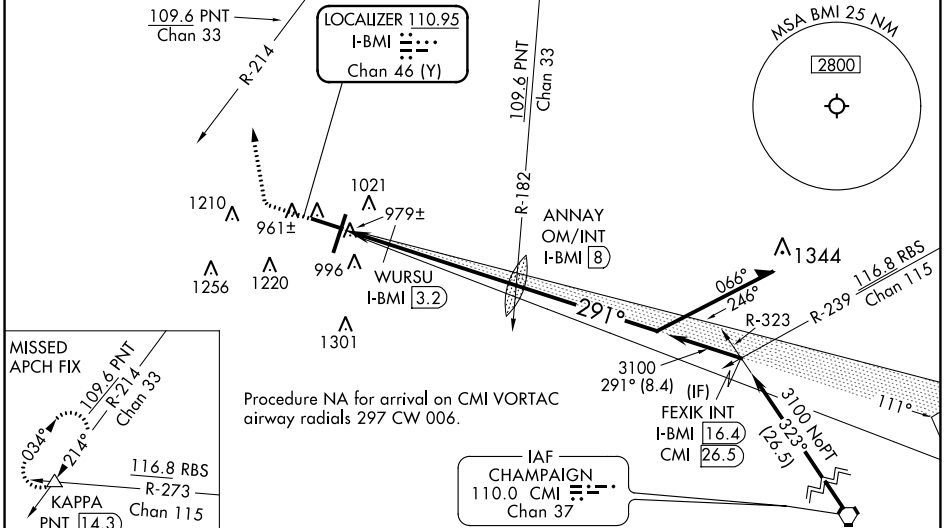 109.6 PNT
Chan 33
R-214
LOCALIZER 110.95
I-BMI
Chan 46 (Y)
109.6 PNT
Chan 33
R-182
MSA BMI 25 NM
2800
1210
961±
1021
979±
996
WURSU
I-BMI 3.2
1256
1220
1301
ANNAY
OM/INT
I-BMI 8
291°
066°
246°
1344
116.8 RBS
Chan 115
R-239
R-323
3100
291° (8.4)
(IF)
FEXIK INT
I-BMI 16.4
CMI 26.5
3100 NoPT
323°
(26.5)
111°
Procedure NA for arrival on CMI VORTAC
airway radials 297 CW 006.
IAF
CHAMPAIGN
110.0 CMI
Chan 37
MISSED
APCH FIX
109.6 PNT
R-214
Chan 33
034°
214°
116.8 RBS
R-273
Chan 115
KAPPA
PNT 14.3